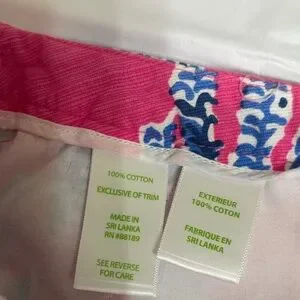 100% COTTON
EXCLUSIVE OF TRIM
MADE IN
SRI LANKA
RN #88189
SEE REVERSE
FOR CARE
EXTERIEUR
100% COTON
FABRIQUE EN
SRI LANKA